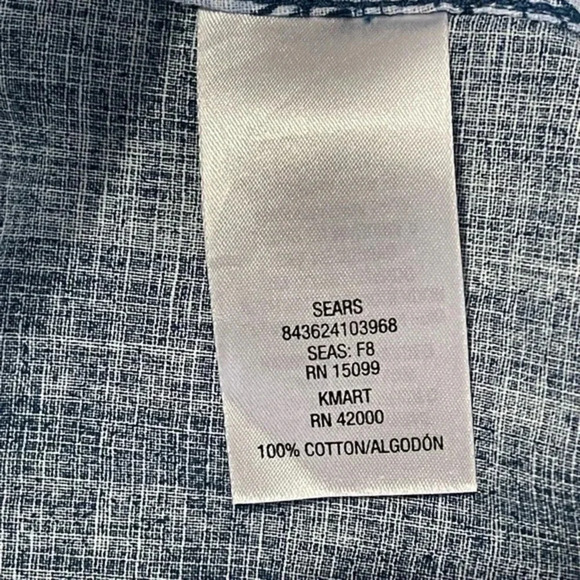 SEARS
843624103968
SEAS: F8
RN 15099
KMART
RN 42000
100% COTTON/ALGODÓN